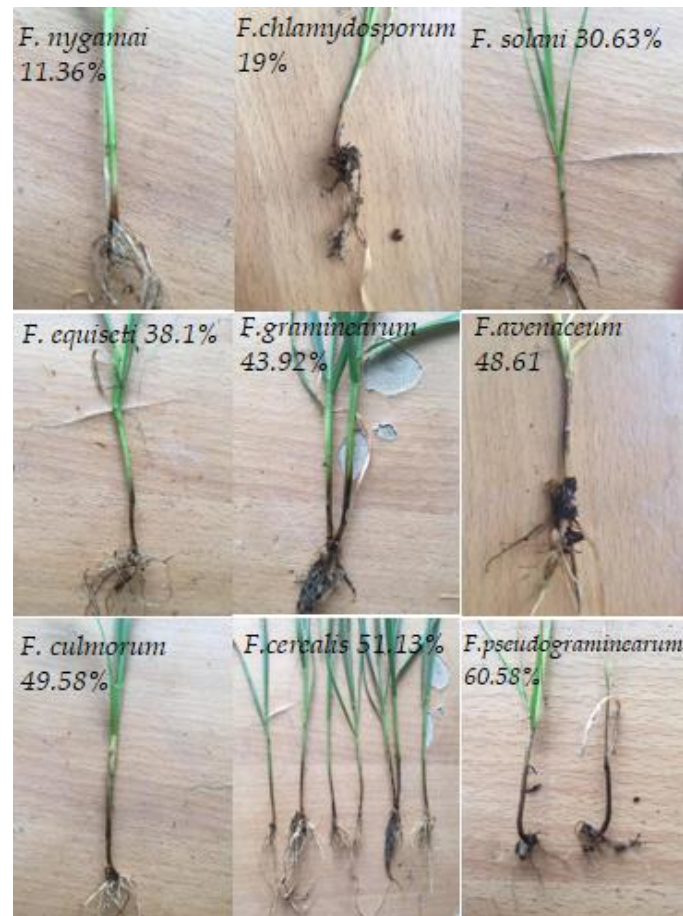 F. nygamai
11.36%
F.chlamydosporum
19%
F. solani 30.63%
F. equiseti 38.1%
F.graminearum
43.92%
F.avenaceum
48.61
F. culmorum
49.58%
F.cerealis 51.13%
F.pseudograminearum
60.58%